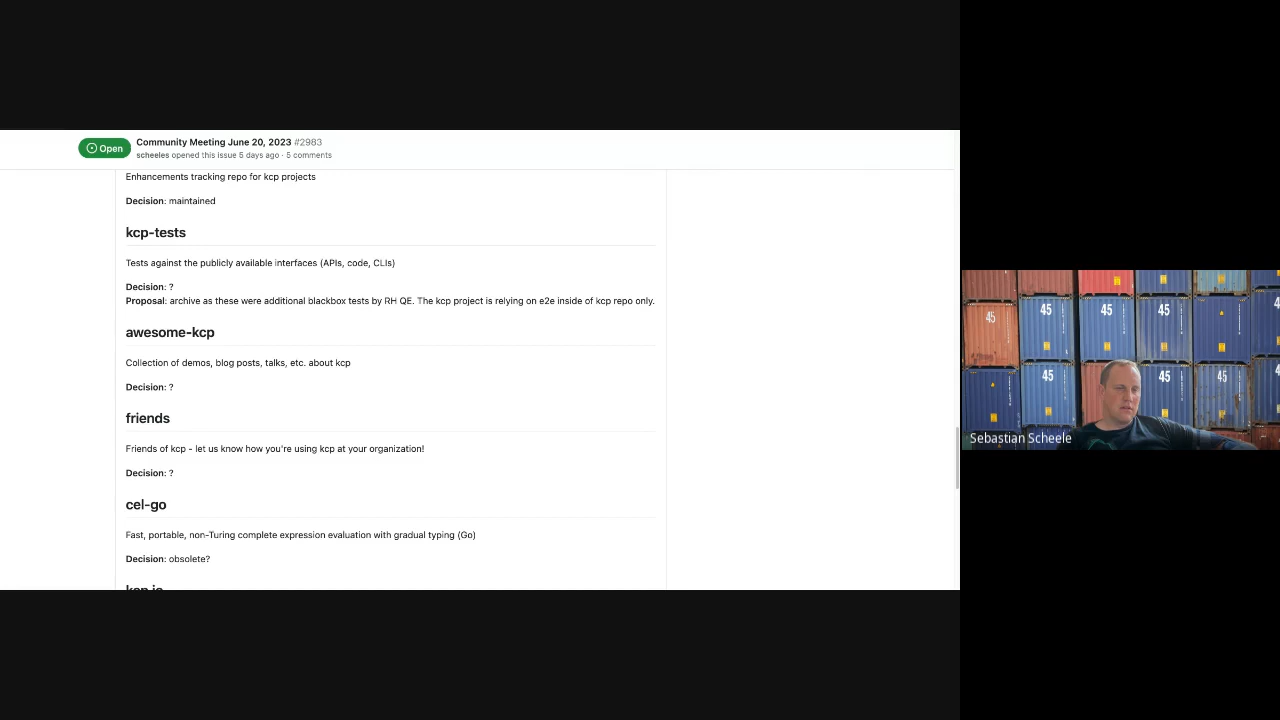 Open
Community Meeting June 20, 2023 #2983
scheeles opened this issue 5 days ago · 5 comments
Enhancements tracking repo for kcp projects
Decision: maintained
kcp-tests
Tests against the publicly available interfaces (APIs, code, CLIs)
Decision: ?
Proposal: archive as these were additional blackbox tests by RH QE. The kcp project is relying on e2e inside of kcp repo only.
awesome-kcp
Collection of demos, blog posts, talks, etc. about kcp
Decision: ?
friends
Friends of kcp - let us know how you're using kcp at your organization!
Decision: ?
cel-go
Fast, portable, non-Turing complete expression evaluation with gradual typing (Go)
Decision: obsolete?
45 45 45 45
45 45 45
Sebastian Scheele